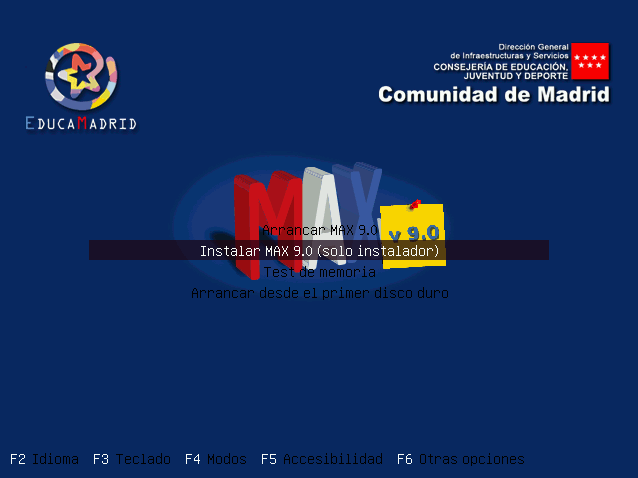 Dirección General
de Infraestructuras y Servicios
CONSEJERÍA DE EDUCACIÓN,
JUVENTUD Y DEPORTE
Comunidad de Madrid
EDUCAMADRID
MAX
v 9.0
Arrancar MAX 9.0
Instalar MAX 9.0 (solo instalador)
Test de memoria
Arrancar desde el primer disco duro
F2 Idioma F3 Teclado F4 Modos F5 Accesibilidad F6 Otras opciones